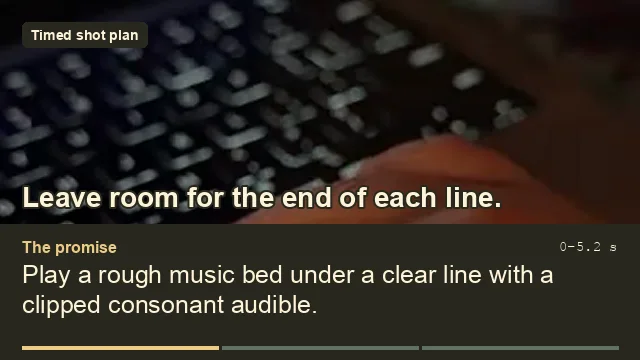 Timed shot plan
Leave room for the end of each line.
The promise
0–5.2 s
Play a rough music bed under a clear line with a
clipped consonant audible.